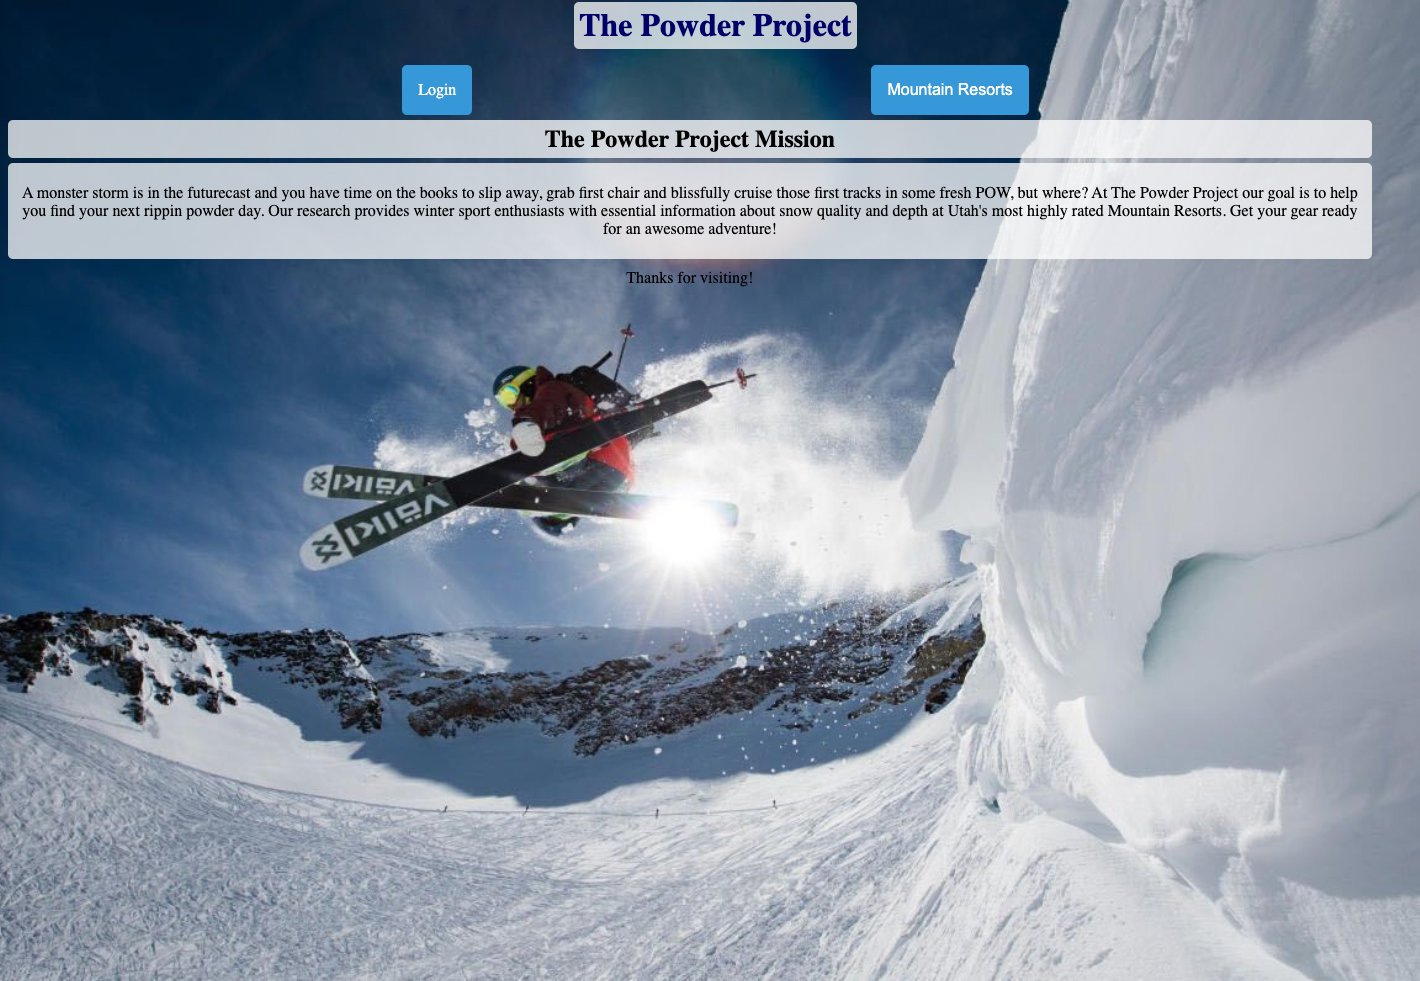 The Powder Project
Login
Mountain Resorts
The Powder Project Mission
A monster storm is in the futurecast and you have time on the books to slip away, grab first chair and blissfully cruise those first tracks in some fresh POW, but where? At The Powder Project our goal is to help
you find your next rippin powder day. Our research provides winter sport enthusiasts with essential information about snow quality and depth at Utah's most highly rated Mountain Resorts. Get your gear ready
for an awesome adventure!
Thanks for visiting!
VÖLKL
VÖLKL